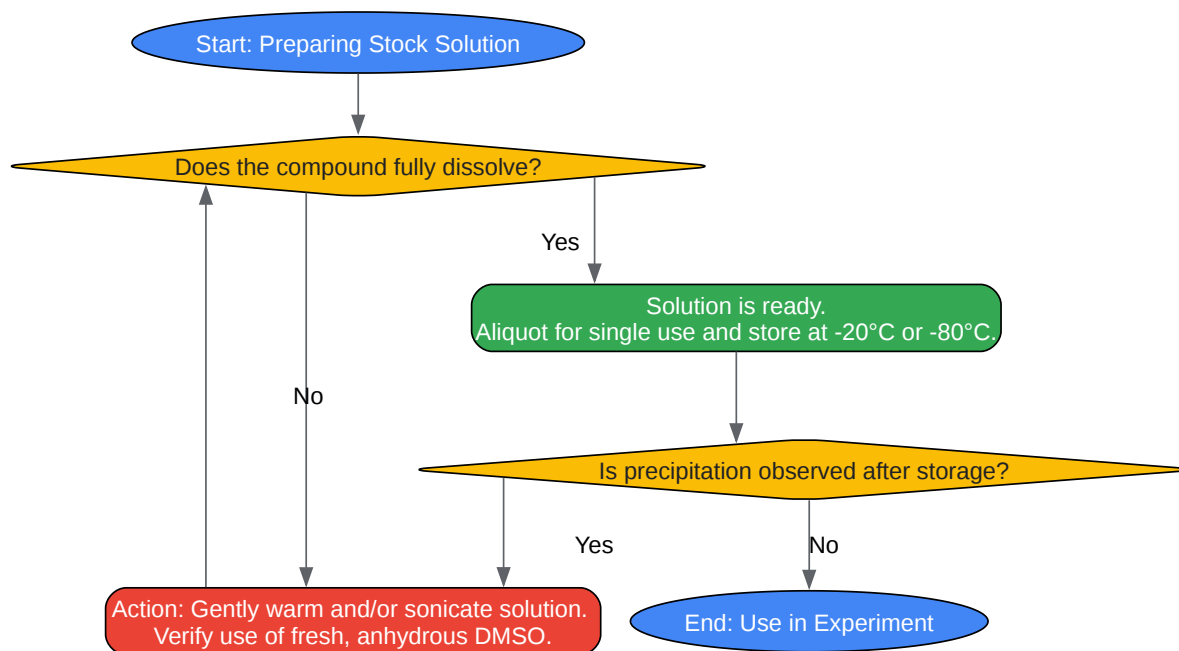 Start: Preparing Stock Solution
Does the compound fully dissolve?
Yes
Solution is ready.
Aliquot for single use and store at -20°C or -80°C.
No
Is precipitation observed after storage?
Yes
No
Action: Gently warm and/or sonicate solution.
Verify use of fresh, anhydrous DMSO.
End: Use in Experiment